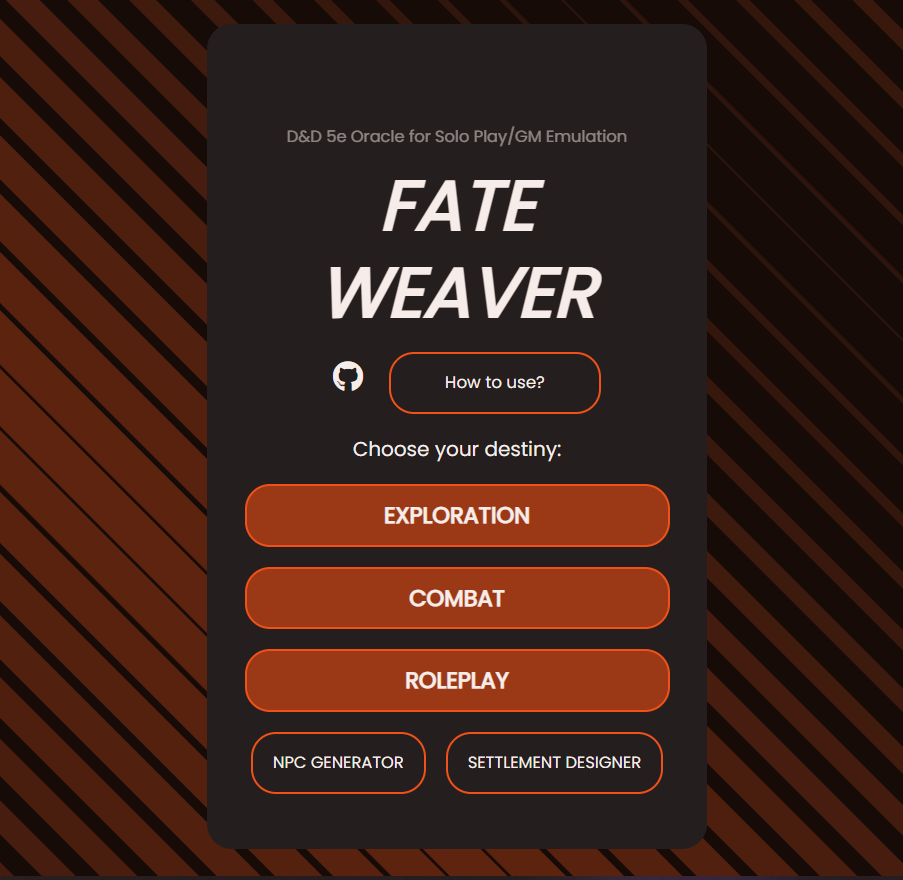 D&D 5e Oracle for Solo Play/GM Emulation
FATE
WEAVER
How to use?
Choose your destiny:
EXPLORATION
COMBAT
ROLEPLAY
NPC GENERATOR
SETTLEMENT DESIGNER